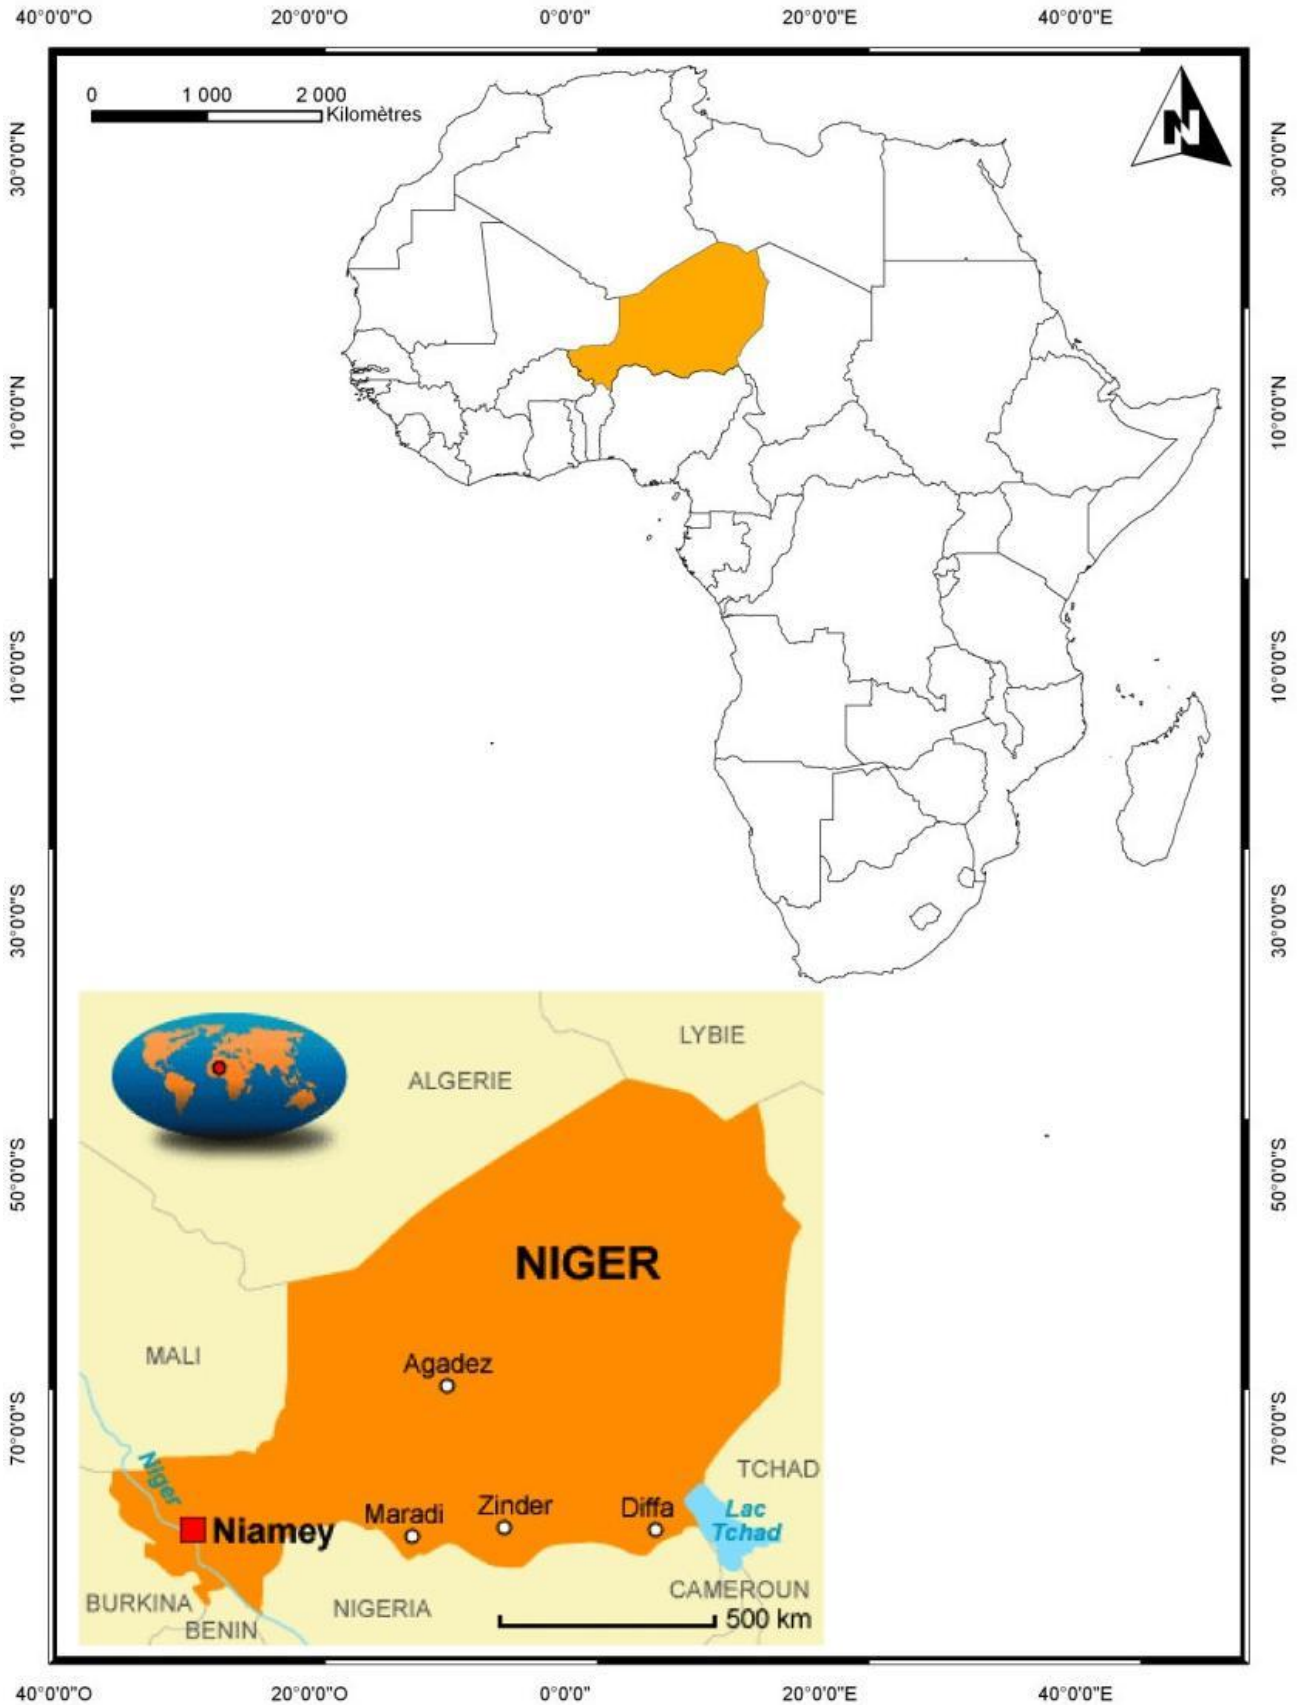 40°0'0"O 20°0'0"O 0°0'0" 20°0'0"E 40°0'0"E
0 1 000 2 000
Kilomètres
N
30°0'0"N 30°0'0"N
10°0'0"N 10°0'0"N
10°0'0"S 10°0'0"S
30°0'0"S 30°0'0"S
50°0'0"S 50°0'0"S
70°0'0"S 70°0'0"S
LYBIE
ALGERIE
NIGER
MALI
Agadez
Niger
TCHAD
Maradi
Zinder
Diffa
Lac
Tchad
Niamey
CAMEROUN
BURKINA
NIGERIA
BENIN
500 km
40°0'0"O 20°0'0"O 0°0'0" 20°0'0"E 40°0'0"E